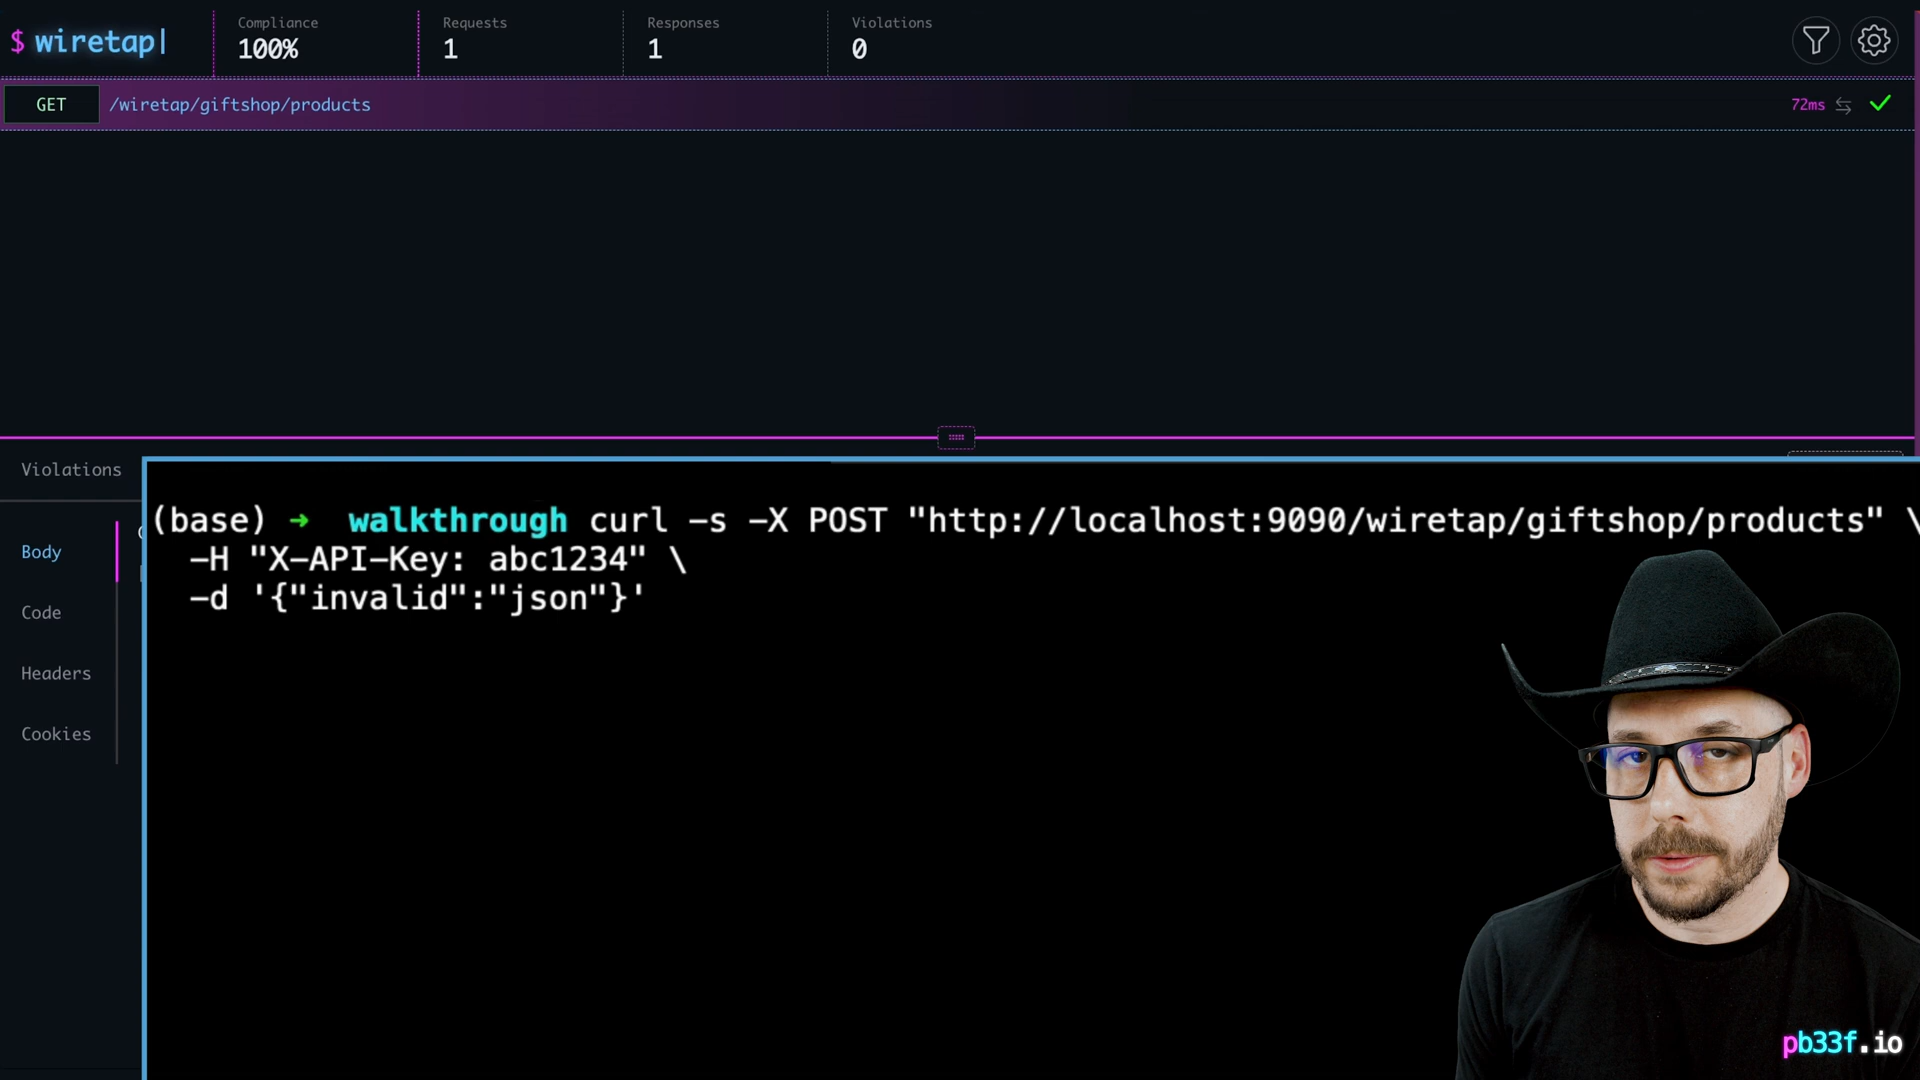 $ wiretap|
Compliance
100%
Requests
1
Responses
1
Violations
0
GET
/wiretap/giftshop/products
72ms
Violations
Body
Code
Headers
Cookies
(base) ➜ walkthrough curl -s -X POST "http://localhost:9090/wiretap/giftshop/products" \
-H "X-API-Key: abc1234" \
-d '{"invalid":"json"}'
pb33f.io